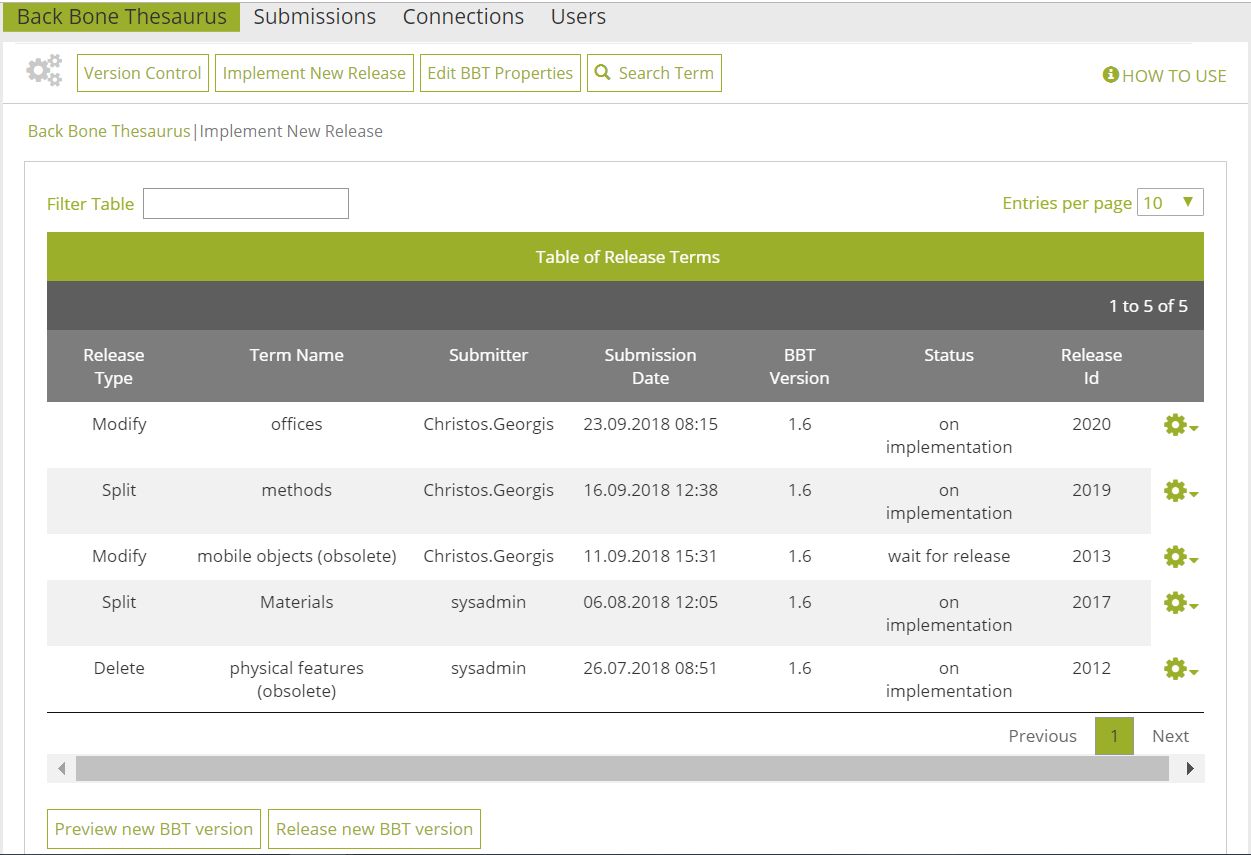 Back Bone Thesaurus Submissions Connections Users
Version Control Implement New Release Edit BBT Properties Search Term HOW TO USE
Back Bone Thesaurus|Implement New Release
Filter Table Entries per page 10
Table of Release Terms
1 to 5 of 5
Release Term Name Submitter Submission BBT Status Release
Type Date Version Id
Modify offices Christos.Georgis 23.09.2018 08:15 1.6 on 2020
implementation
Split methods Christos.Georgis 16.09.2018 12:38 1.6 on 2019
implementation
Modify mobile objects (obsolete) Christos.Georgis 11.09.2018 15:31 1.6 wait for release 2013
Split Materials sysadmin 06.08.2018 12:05 1.6 on 2017
implementation
Delete physical features sysadmin 26.07.2018 08:51 1.6 on 2012
(obsolete) implementation
Previous 1 Next
Preview new BBT version Release new BBT version